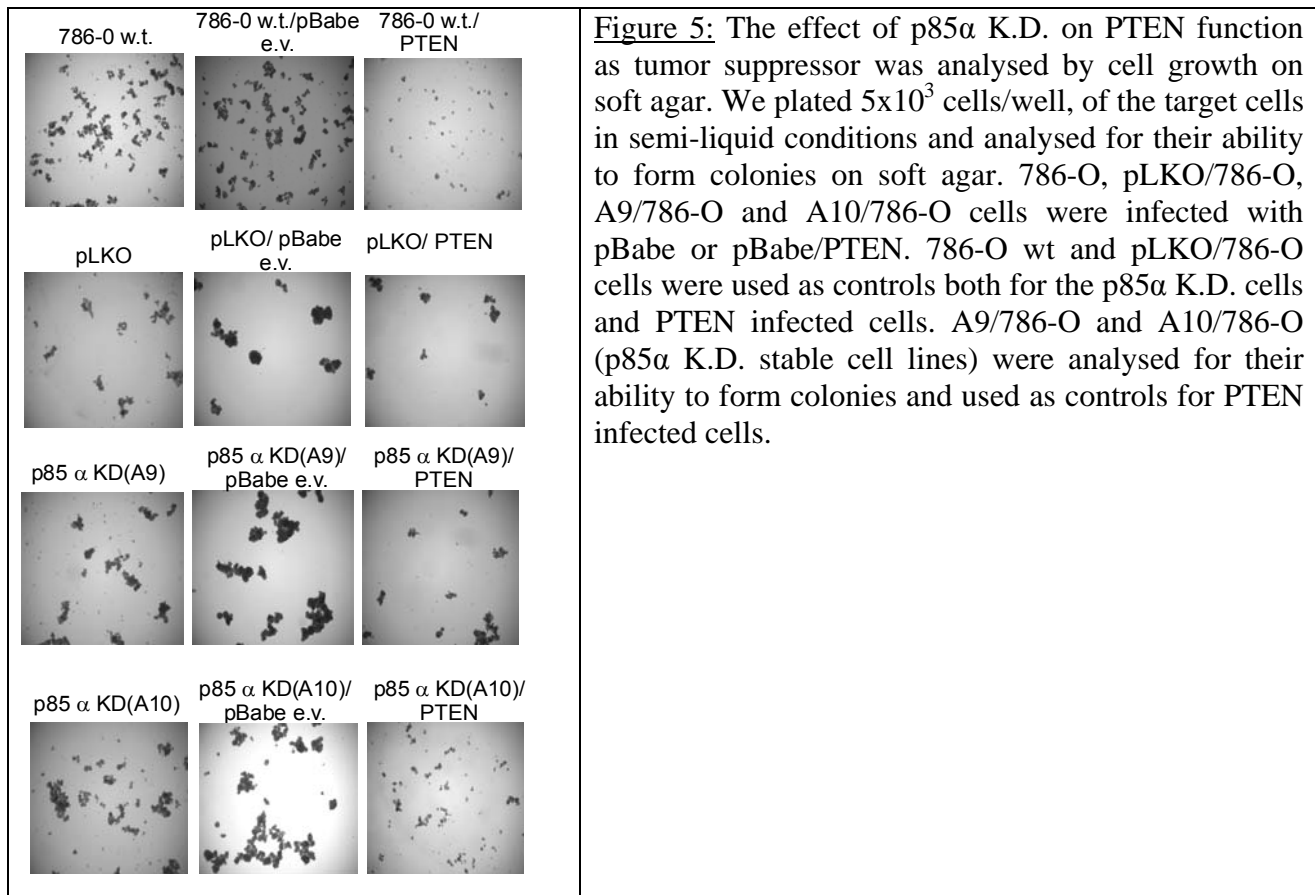 786-0 w.t.
786-0 w.t./pBabe
e.v.
786-0 w.t./
PTEN
pLKO
pLKO/ pBabe
e.v.
pLKO/ PTEN
p85 α KD(A9)
p85 α KD(A9)/
pBabe e.v.
p85 α KD(A9)/
PTEN
p85 α KD(A10)
p85 α KD(A10)/
pBabe e.v.
p85 α KD(A10)/
PTEN
Figure 5: The effect of p85α K.D. on PTEN function
as tumor suppressor was analysed by cell growth on
soft agar. We plated 5x10³ cells/well, of the target cells
in semi-liquid conditions and analysed for their ability
to form colonies on soft agar. 786-O, pLKO/786-O,
A9/786-O and A10/786-O cells were infected with
pBabe or pBabe/PTEN. 786-O wt and pLKO/786-O
cells were used as controls both for the p85α K.D. cells
and PTEN infected cells. A9/786-O and A10/786-O
(p85α K.D. stable cell lines) were analysed for their
ability to form colonies and used as controls for PTEN
infected cells.